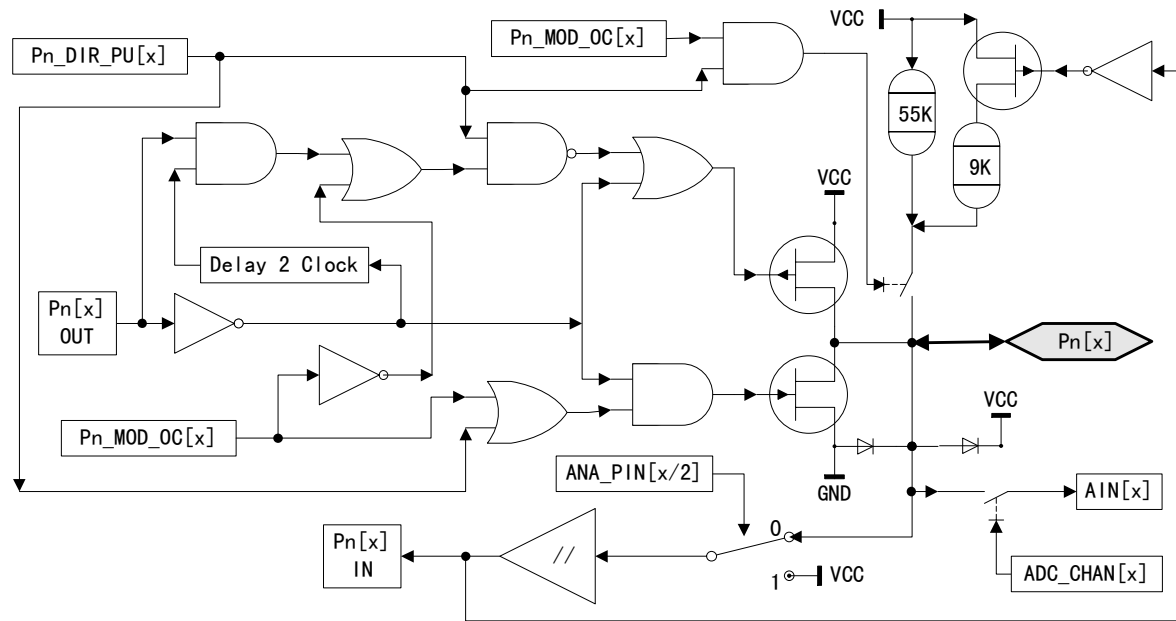 Pn_MOD_OC[x]
VCC
Pn_DIR_PU[x]
55K
9K
VCC
Delay 2 Clock
Pn[x]
OUT
Pn[x]
VCC
Pn_MOD_OC[x]
ANA_PIN[x/2]
GND
AIN[x]
0
Pn[x]
IN
//
1
VCC
ADC_CHAN[x]